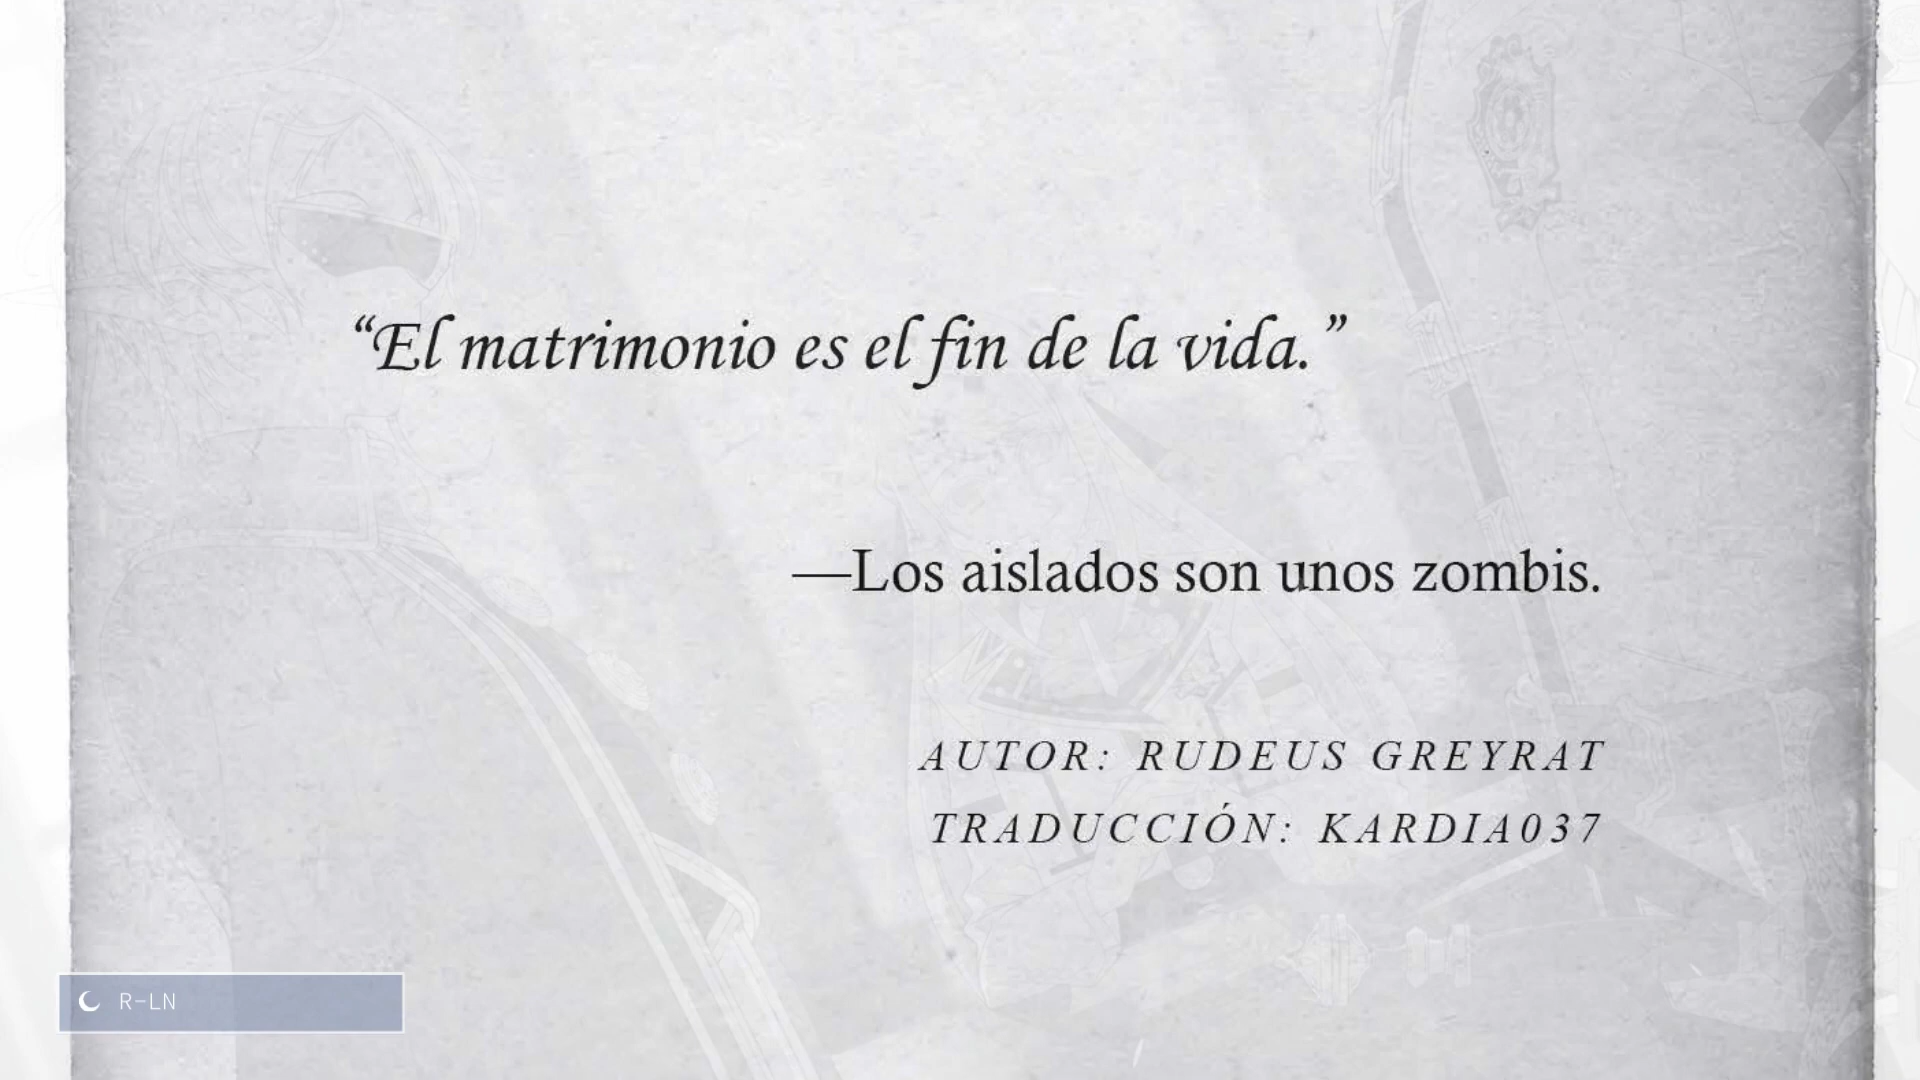 “El matrimonio es el fin de la vida.”
—Los aislados son unos zombis.
AUTOR: RUDEUS GREYRAT
TRADUCCIÓN: KARDIA037
R-LN